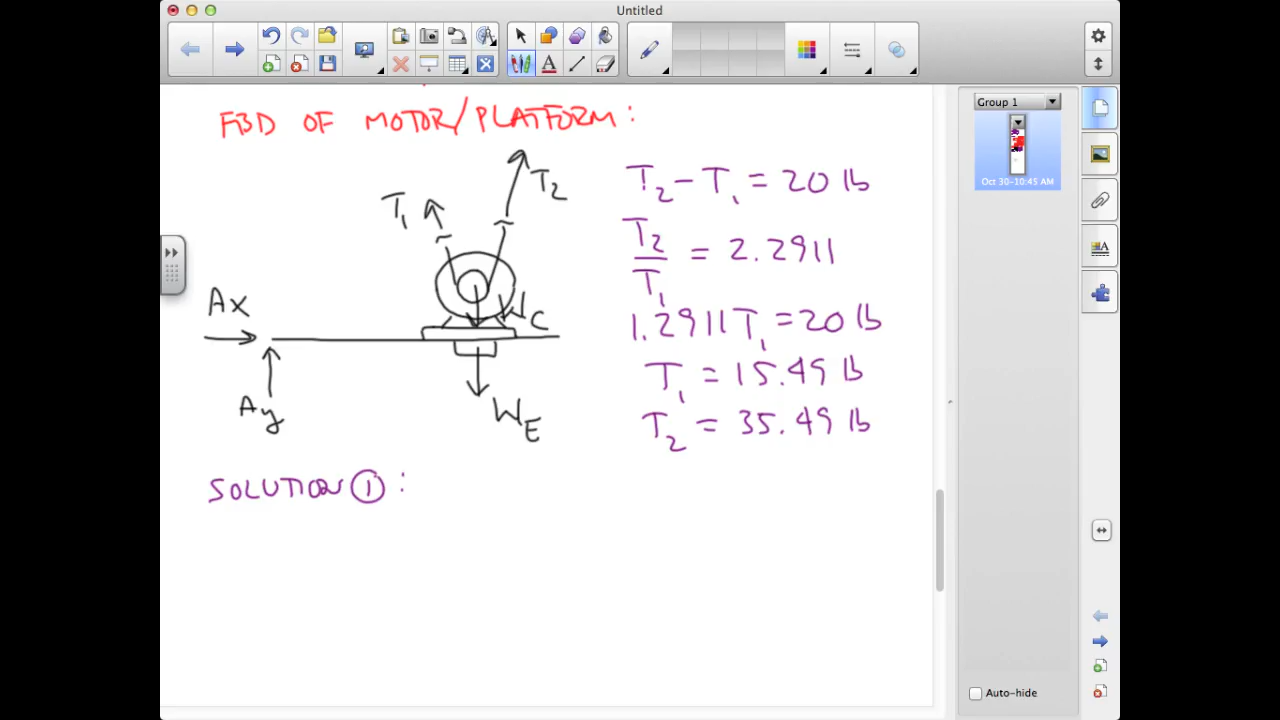 Untitled
Group 1
Oct 30-10:45 AM
FBD OF MOTOR/PLATFORM:
T1
T2
Ax
Ay
Wc
WE
T2 - T1 = 20 lb
T2/T1 = 2.2911
1.2911 T1 = 20 lb
T1 = 15.49 lb
T2 = 35.49 lb
SOLUTION ①:
Auto-hide